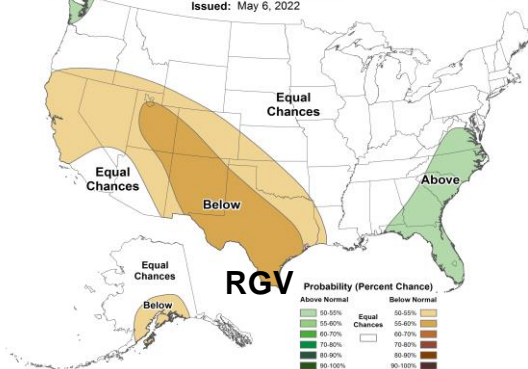 Issued: May 6, 2022
Equal
Chances
Equal
Chances
Above
Below
Equal
Chances
Below
RGV
Probability (Percent Chance)
Above Normal
Below Normal
Equal
Chances
50-55%
55-60%
60-70%
70-80%
80-90%
90-100%
50-55%
55-60%
60-70%
70-80%
80-90%
90-100%